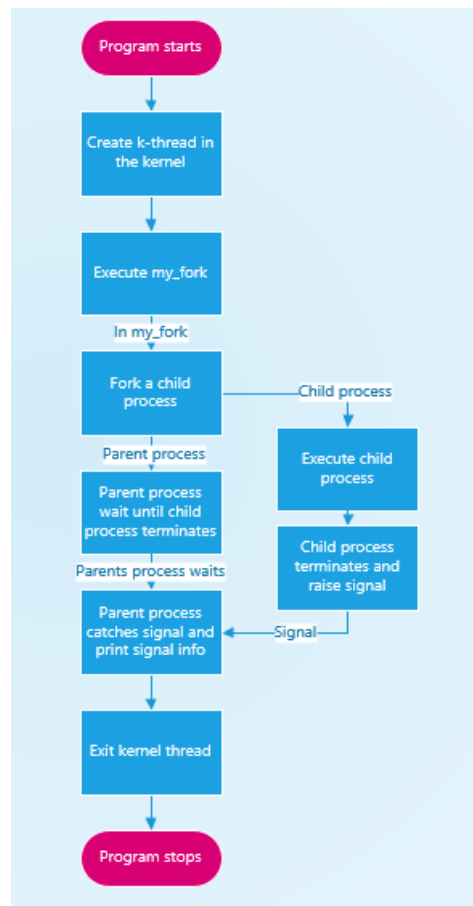 Program starts
Create k-thread in
the kernel
Execute my_fork
In my_fork
Fork a child
process
Child process
Parent process
Execute child
process
Parent process
wait until child
process terminates
Child process
terminates and
raise signal
Parents process waits
Parent process
catches signal and
print signal info
Signal
Exit kernel thread
Program stops